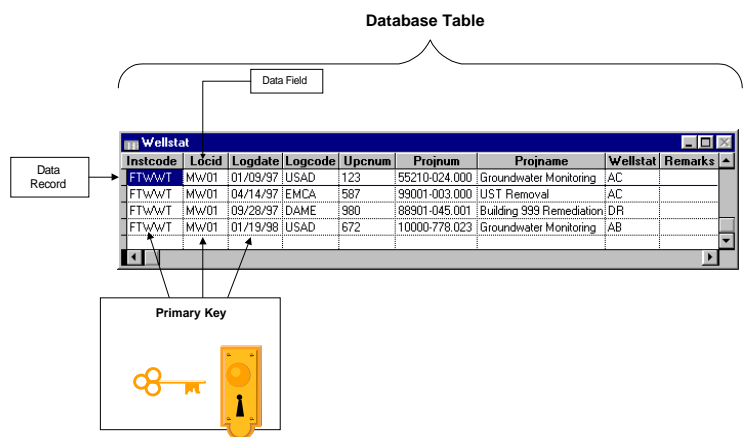 Database Table
Data Field
Wellstat
Instcode Locid Logdate Logcode Upcnum Projnum Projname Wellstat Remarks
Data
Record
FTWWT MW01 01/09/97 USAD 123 55210-024.000 Groundwater Monitoring AC
FTWWT MW01 04/14/97 EMCA 587 99001-003.000 UST Removal AC
FTWWT MW01 09/28/97 DAME 980 88901-045.001 Building 999 Remediation DR
FTWWT MW01 01/19/98 USAD 672 10000-778.023 Groundwater Monitoring AB
Primary Key